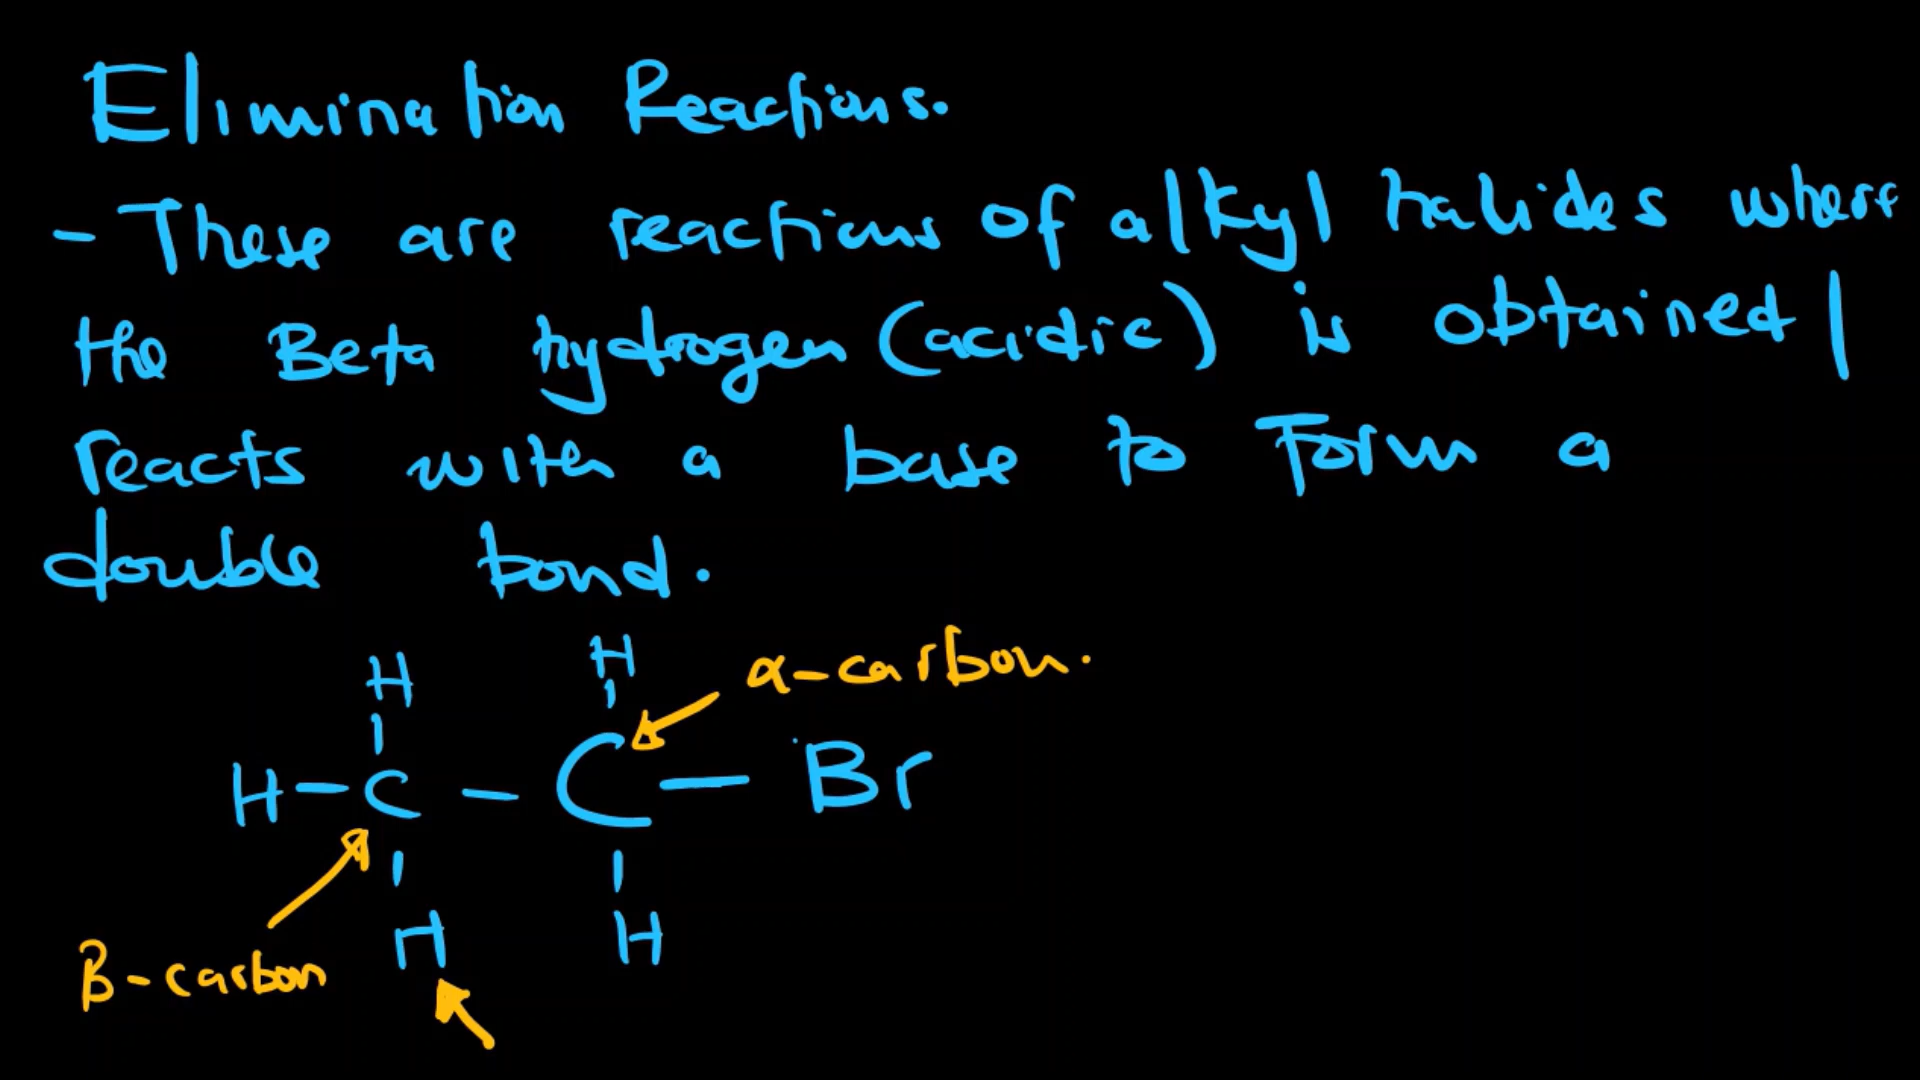 Elimination Reactions.
- These are reactions of alkyl halides where
the Beta hydrogen (acidic) is obtained |
reacts with a base to form a
double bond.
H H α-carbon.
H - C - C - Br
H H
β-carbon